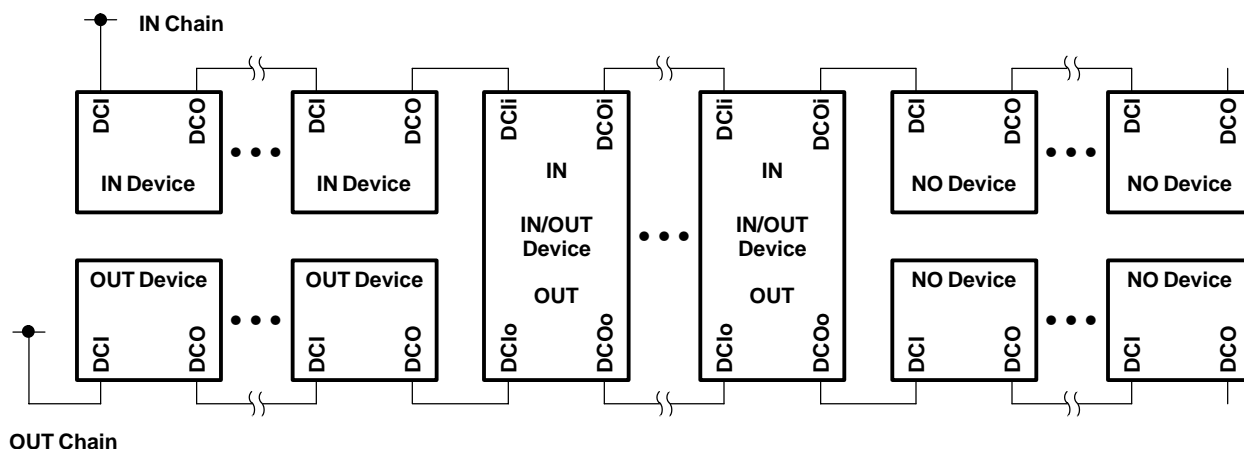 IN Chain
DCI
DCO
DCI
DCO
DCIi
DCOi
DCIi
DCOi
DCI
DCO
DCI
DCO
IN Device
IN Device
IN
IN/OUT
Device
OUT
IN
IN/OUT
Device
OUT
NO Device
NO Device
OUT Device
OUT Device
NO Device
NO Device
DCI
DCO
DCI
DCO
DCIo
DCOo
DCIo
DCOo
DCI
DCO
DCI
DCO
OUT Chain